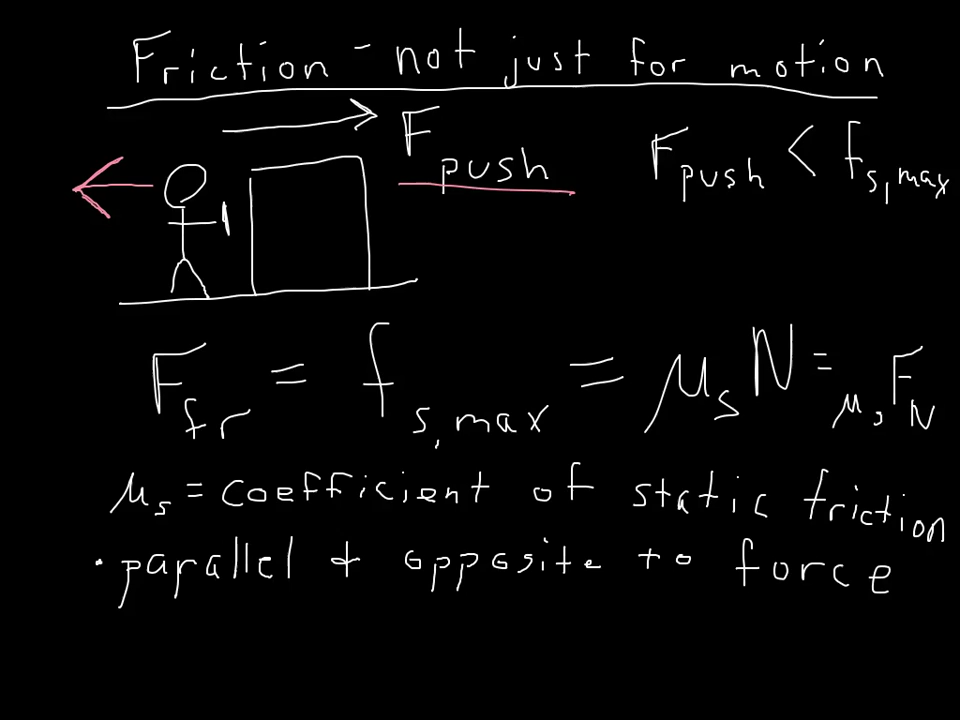 Friction - not just for motion
F push
F push < f s, max
F fr = f s, max = μs N = μs F N
μs = coefficient of static friction
• parallel & opposite to force